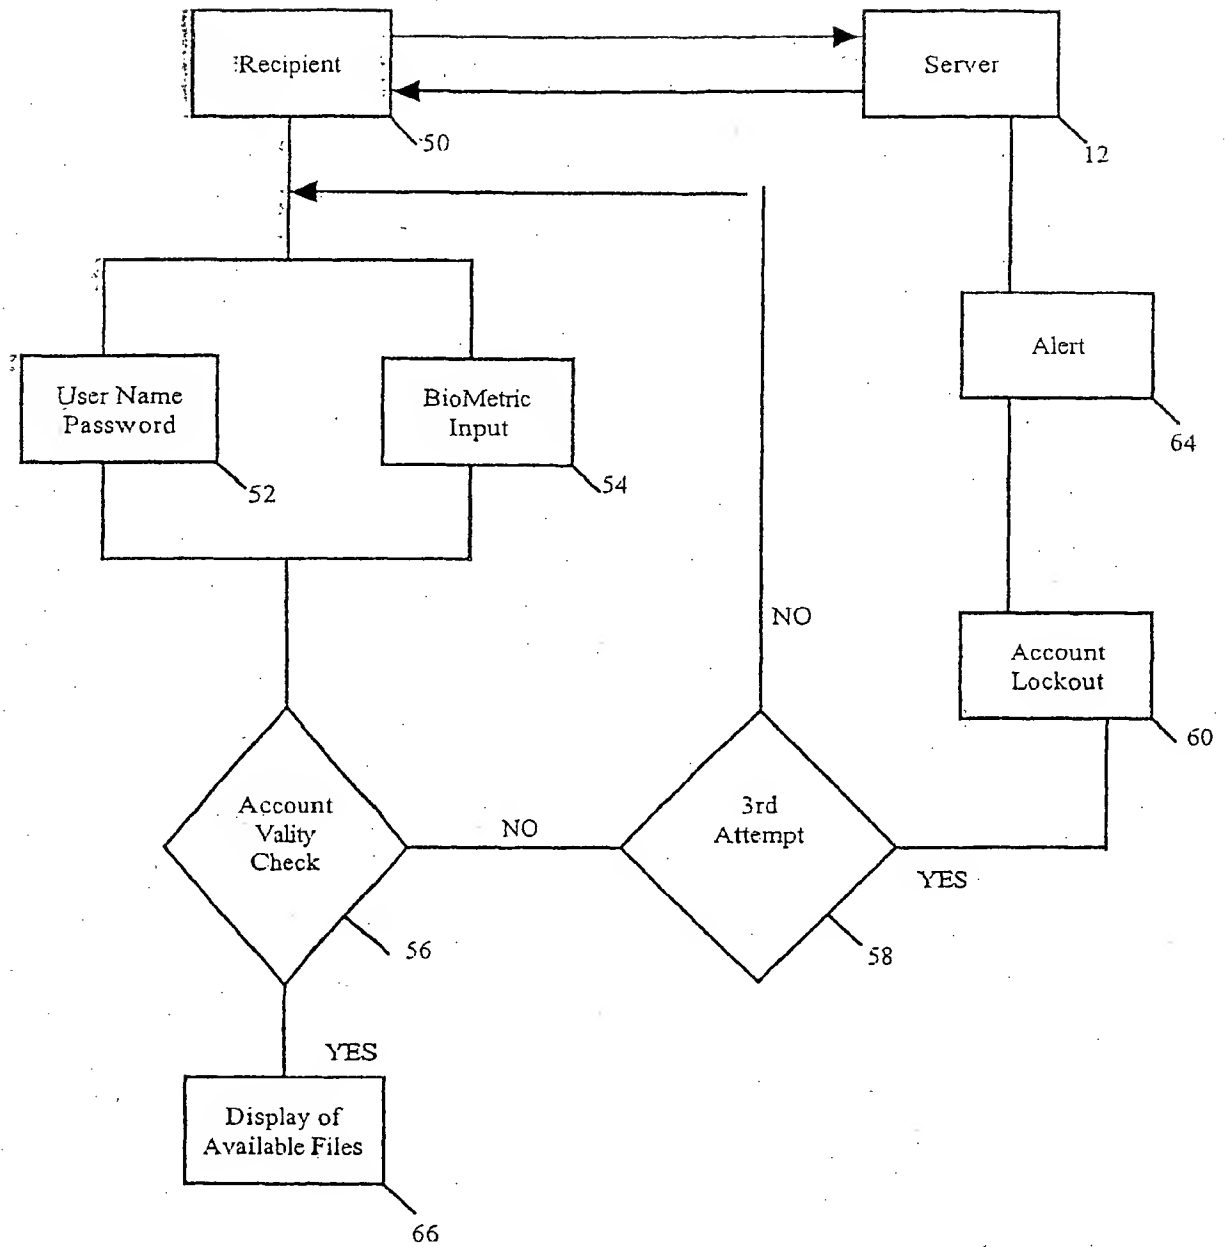 Recipient
Server
50
12
Alert
User Name
Password
BioMetric
Input
64
52
54
NO
Account
Lockout
60
Account
Vality
Check
NO
3rd
Attempt
YES
56
58
YES
Display of
Available Files
66